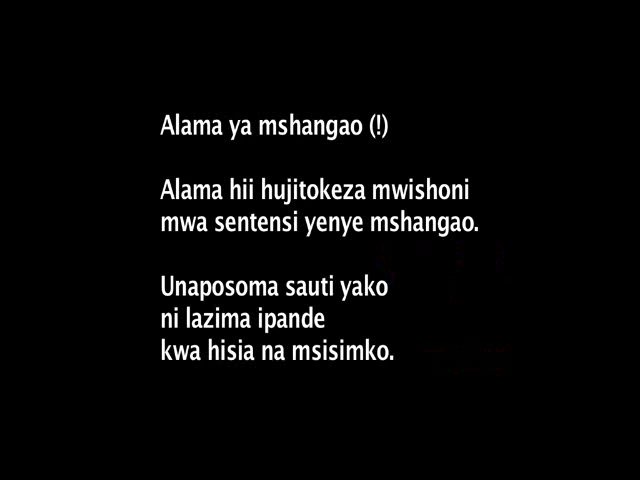 Alama ya mshangao (!)
Alama hii hujitokeza mwishoni
mwa sentensi yenye mshangao.
Unaposoma sauti yako
ni lazima ipande
kwa hisia na msisimko.